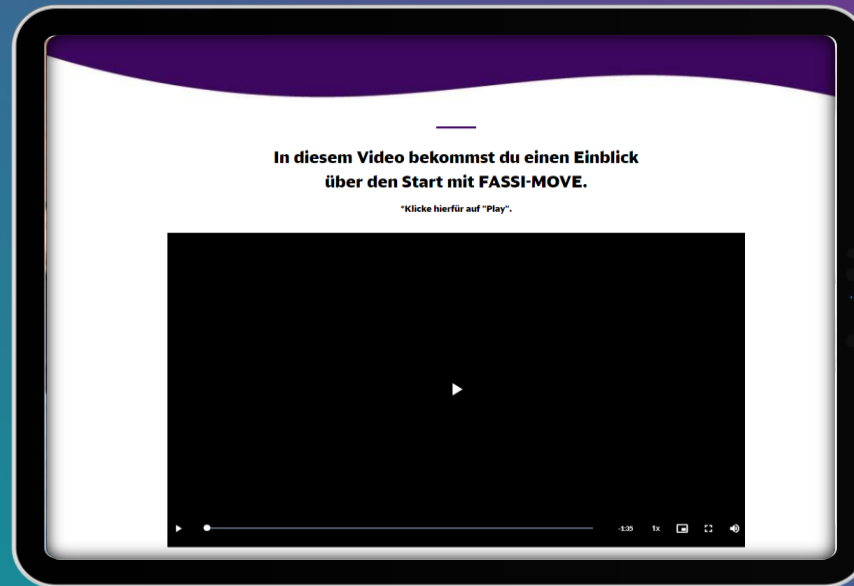 In diesem Video bekommst du einen Einblick
über den Start mit FASSI-MOVE.
*Klicke hierfür auf "Play".
-1:35 1x